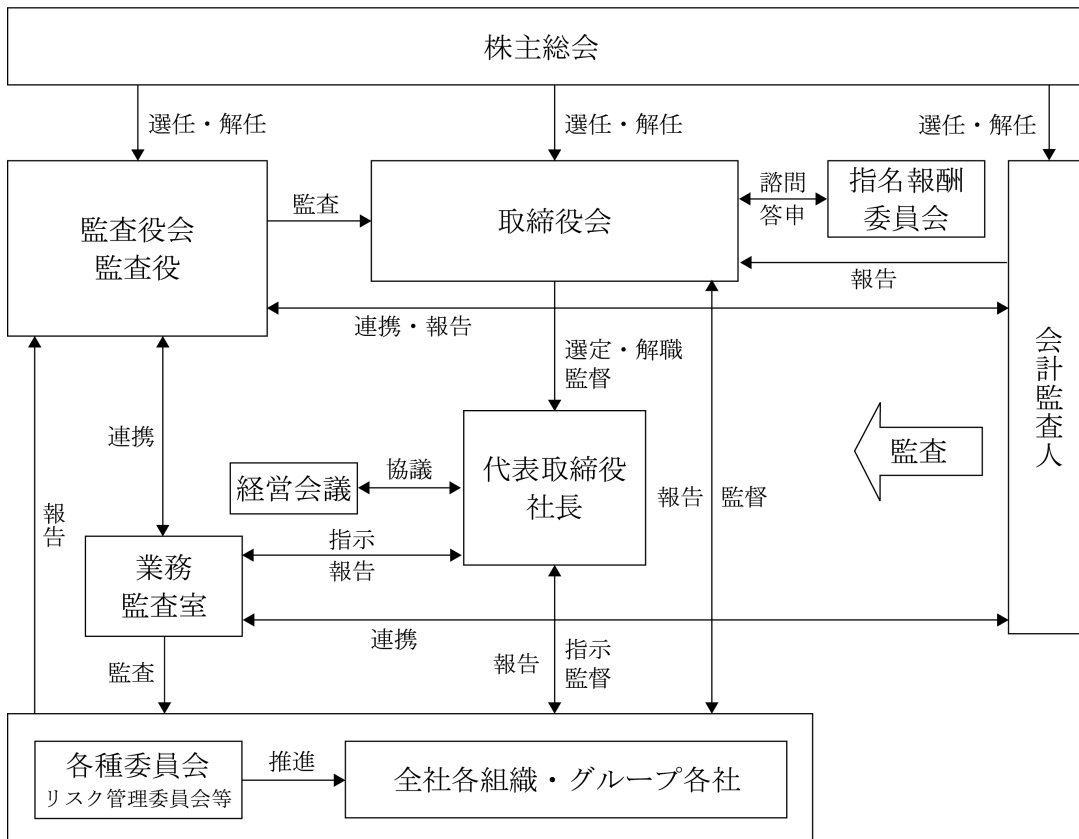 株主総会
選任・解任
選任・解任
選任・解任
監査役会
監査役
監査
取締役会
諮問
答申
指名報酬
委員会
報告
連携・報告
会計監査人
選定・解職
監督
連携
経営会議
協議
代表取締役
社長
報告
監督
監査
報告
業務
監査室
指示
報告
連携
監査
報告
指示
監督
各種委員会
リスク管理委員会等
推進
全社各組織・グループ各社